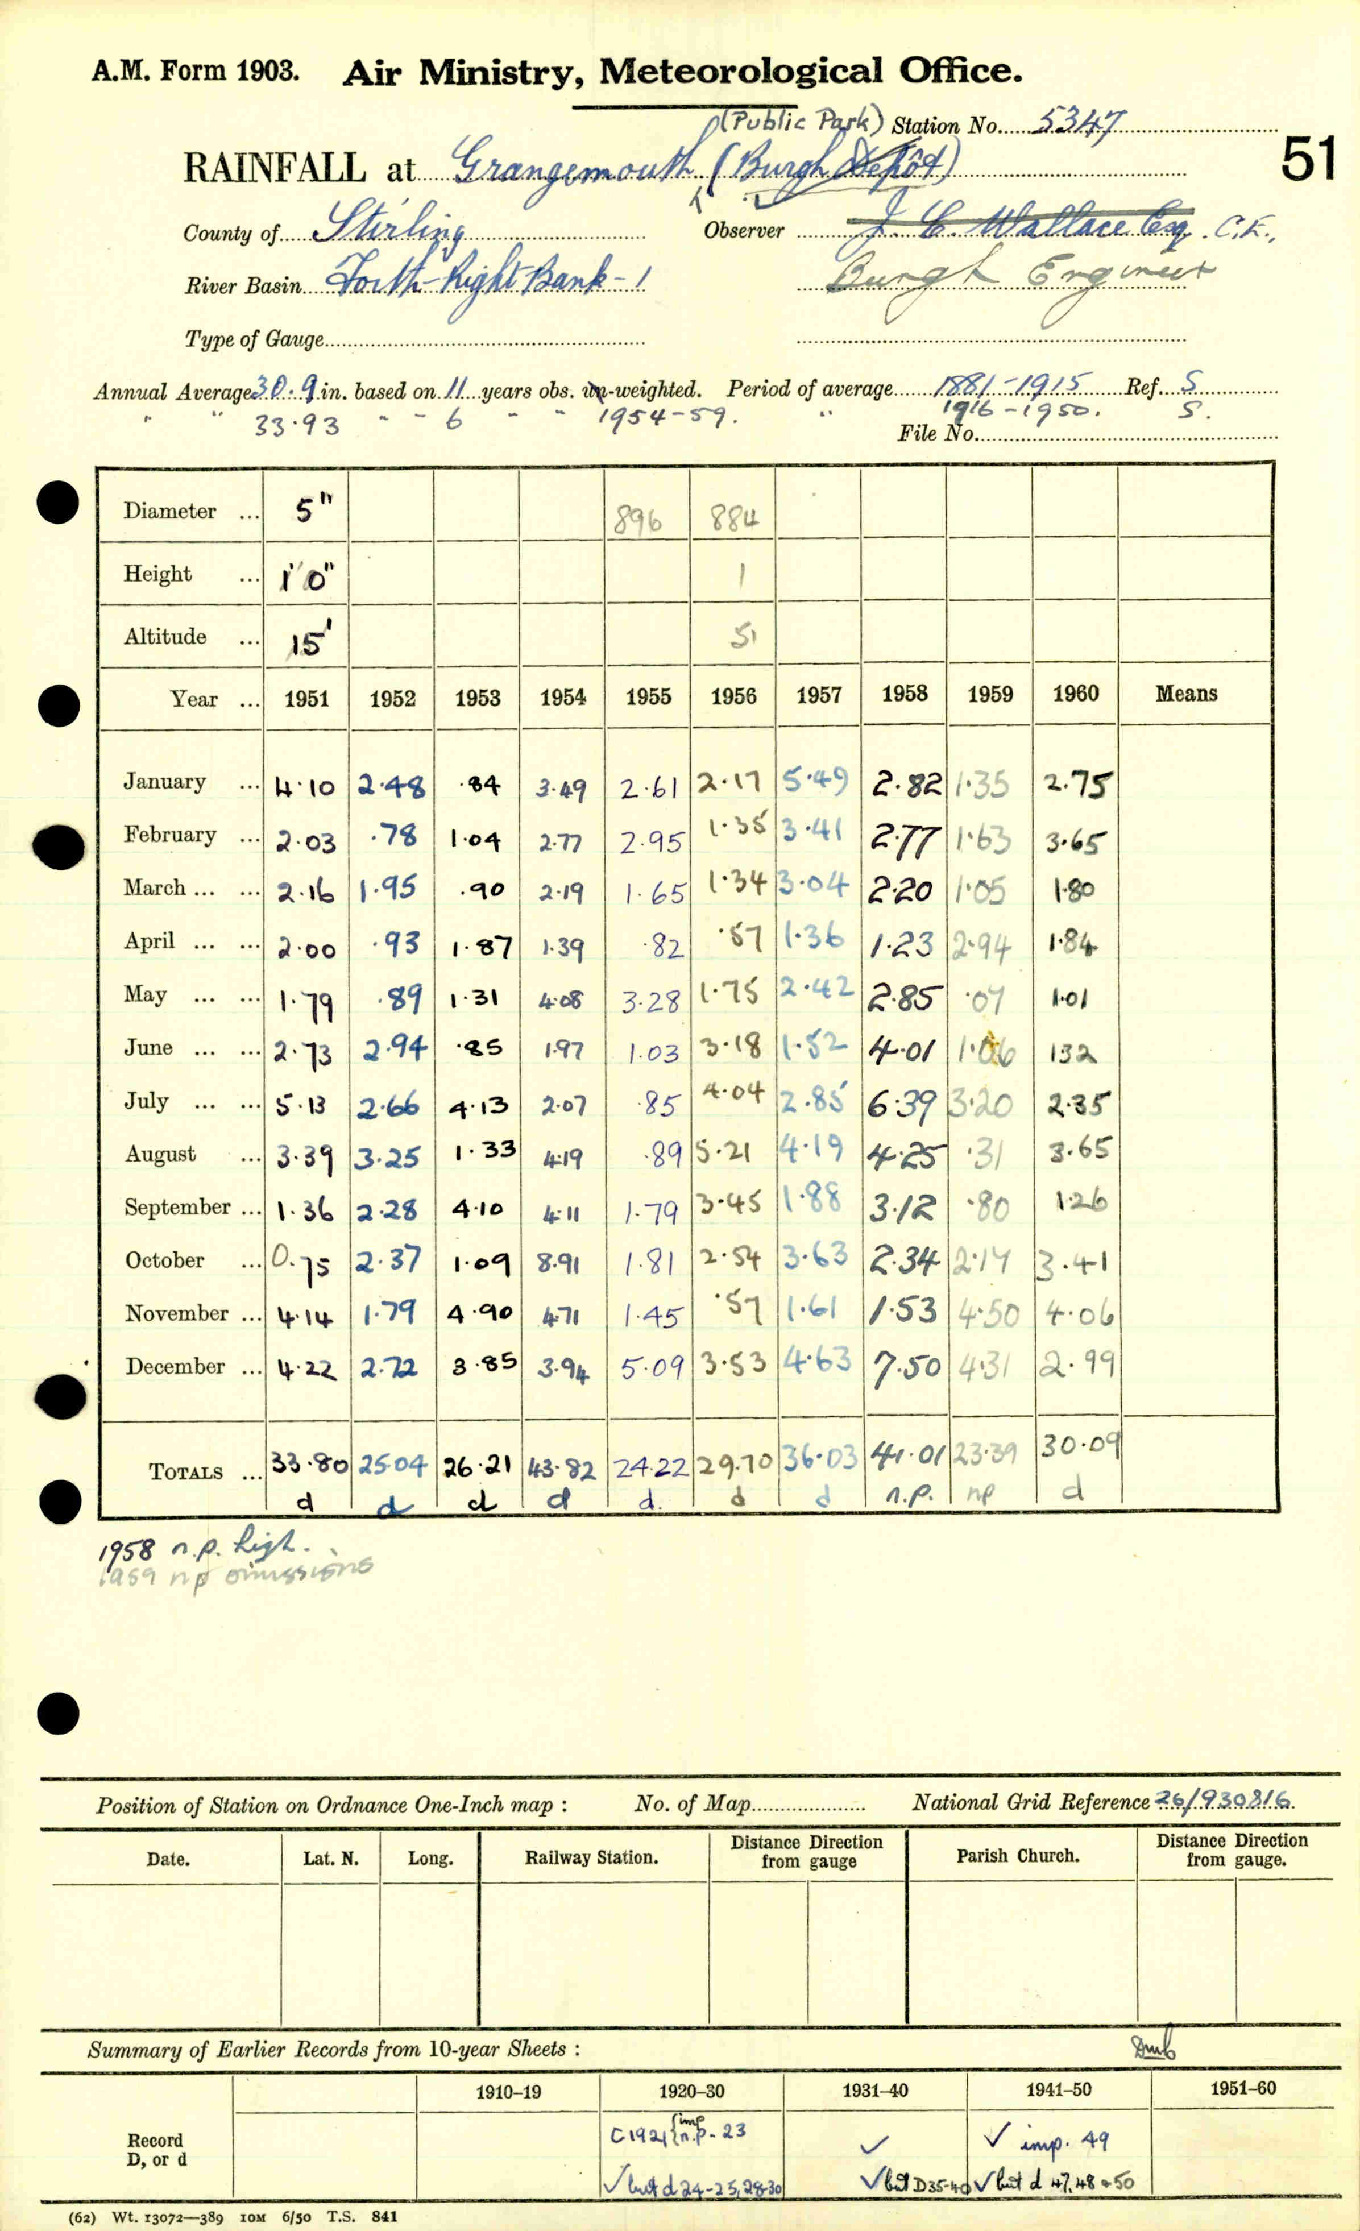 A.M. Form 1903. Air Ministry, Meteorological Office.
(Public Park) Station No. 5347
51
RAINFALL at Grangemouth (Burgh Depôt)
County of Stirling Observer J. C. Wallace Esq. C.E.,
River Basin Forth-Right Bank-1 Burgh Engineer
Type of Gauge
Annual Average 30.9 in. based on 11 years obs. un-weighted. Period of average 1881-1915 Ref. S
" " 33.93 " - 6 - - 1954-59. " 1916-1950. S.
File No.
Diameter ... 5" 896 884
Height ... 1' 0" 1
Altitude ... 15' 51
Year ... 1951 1952 1953 1954 1955 1956 1957 1958 1959 1960 Means
January ... 4.10 2.48 .84 3.49 2.61 2.17 5.49 2.82 1.35 2.75
February ... 2.03 .78 1.04 2.77 2.95 1.35 3.41 2.77 1.63 3.65
March ... ... 2.16 1.95 .90 2.19 1.65 1.34 3.04 2.20 1.05 1.80
April ... ... 2.00 .93 1.87 1.39 .82 .57 1.36 1.23 2.94 1.84
May ... ... 1.79 .89 1.31 4.08 3.28 1.75 2.42 2.85 .07 1.01
June ... ... 2.73 2.94 .85 1.97 1.03 3.18 1.52 4.01 1.06 1.32
July ... ... 5.13 2.66 4.13 2.07 .85 4.04 2.85 6.39 3.20 2.35
August ... 3.39 3.25 1.33 4.19 .89 5.21 4.19 4.25 .31 3.65
September ... 1.36 2.28 4.10 4.11 1.79 3.45 1.88 3.12 .80 1.26
October ... 0.75 2.37 1.09 8.91 1.81 2.54 3.63 2.34 2.17 3.41
November ... 4.14 1.79 4.90 4.71 1.45 .57 1.61 1.53 4.50 4.06
December ... 4.22 2.72 3.85 3.94 5.09 3.53 4.63 7.50 4.31 2.99
TOTALS ... 33.80 25.04 26.21 43.82 24.22 29.70 36.03 41.01 23.39 30.09
d d d d d. d d n.p. np d
1958 n.p. high.
1959 np omissions
Position of Station on Ordnance One-Inch map : No. of Map National Grid Reference 26/930816
Date. Lat. N. Long. Railway Station. Distance Direction from gauge Parish Church. Distance Direction from gauge.
Summary of Earlier Records from 10-year Sheets :
1910–19 1920–30 1931–40 1941–50 1951–60
Record D, or d
C1921 {imp n.p. - 23 ✓ ✓ imp. 49
✓ but d 24-25, 28-30 ✓ but D35-40 ✓ but d 47, 48 + 50
(62) Wt. 13072—389 10M 6/50 T.S. 841